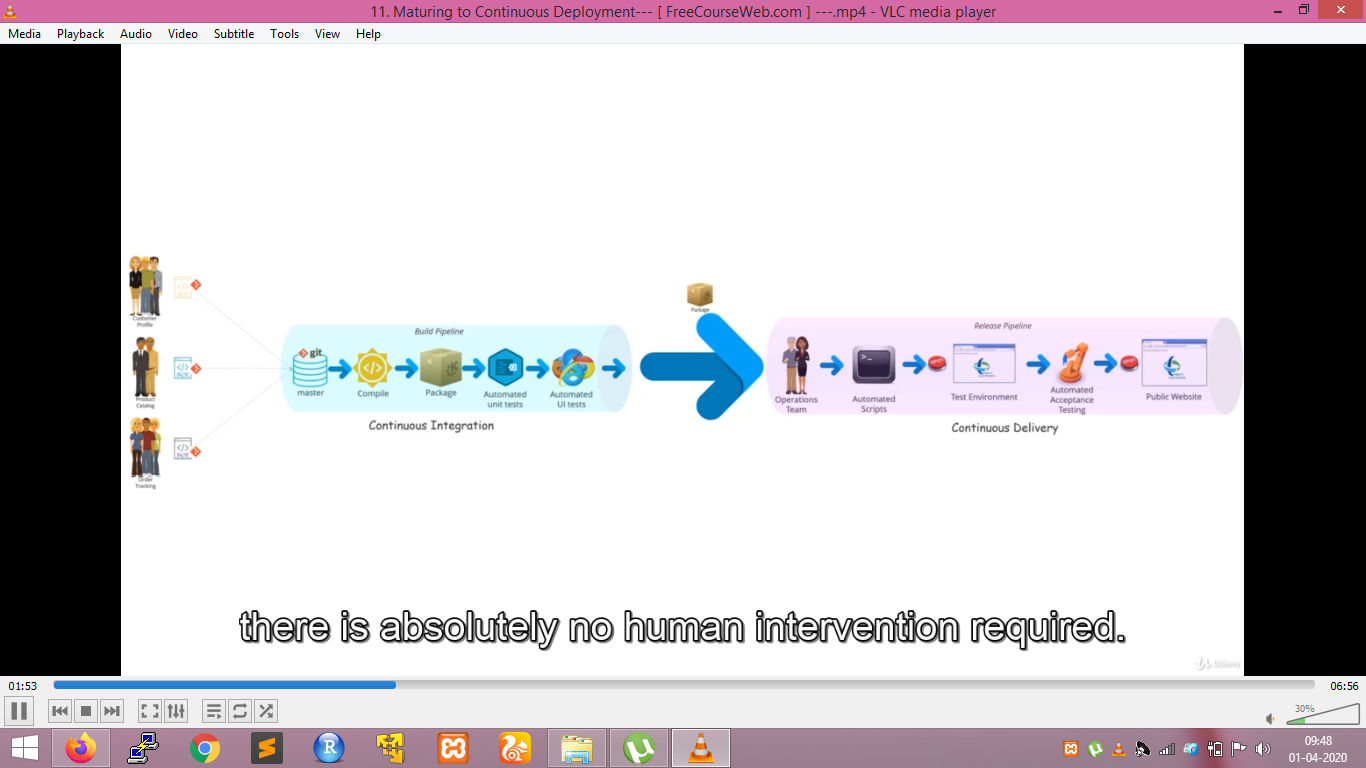 11. Maturing to Continuous Deployment--- [ FreeCourseWeb.com ] ---.mp4 - VLC media player
Media Playback Audio Video Subtitle Tools View Help
Customer
Profile
Product
Catalog
Order
Tracking
Build Pipeline
git
master
Compile
Package
Automated
unit tests
Automated
UI tests
Continuous Integration
Package
Release Pipeline
Operations
Team
Automated
Scripts
Test Environment
Automated
Acceptance
Testing
Public Website
Continuous Delivery
there is absolutely no human intervention required.
Udemy
01:53
06:56
30%
09:48
01-04-2020